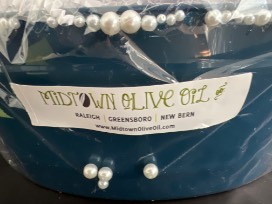 MIDTOWN OLIVE OIL
RALEIGH | GREENSBORO | NEW BERN
www.MidtownOliveOil.com